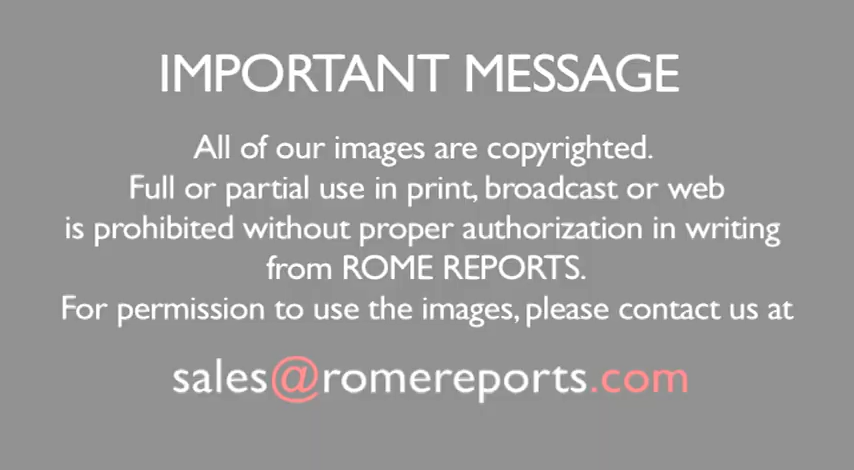 IMPORTANT MESSAGE
All of our images are copyrighted.
Full or partial use in print, broadcast or web
is prohibited without proper authorization in writing
from ROME REPORTS.
For permission to use the images, please contact us at
sales@romereports.com